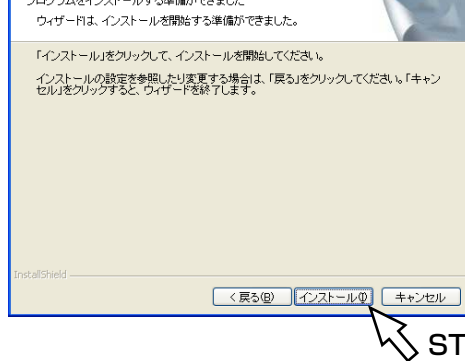 プログラムをインストールする準備ができました
ウィザードは、インストールを開始する準備ができました。
「インストール」をクリックして、インストールを開始してください。
インストールの設定を参照したり変更する場合は、「戻る」をクリックしてください。「キャン
セル」をクリックすると、ウィザードを終了します。
InstallShield
< 戻る(B) インストール(I) キャンセル
ST